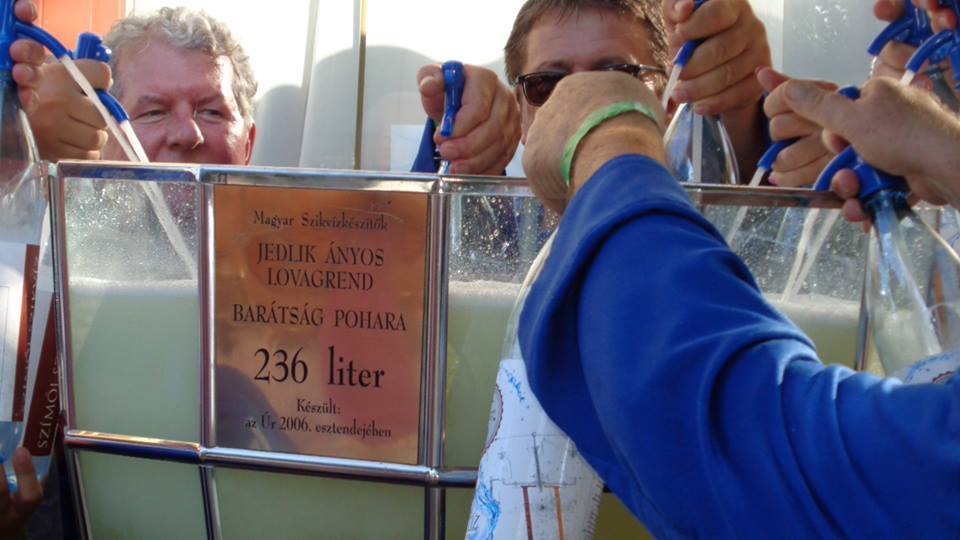 Magyar Szikvízkészítők
JEDLIK ÁNYOS
LOVAGREND
BARÁTSÁG POHARA
236 liter
Készült:
az Úr 2006. esztendejében